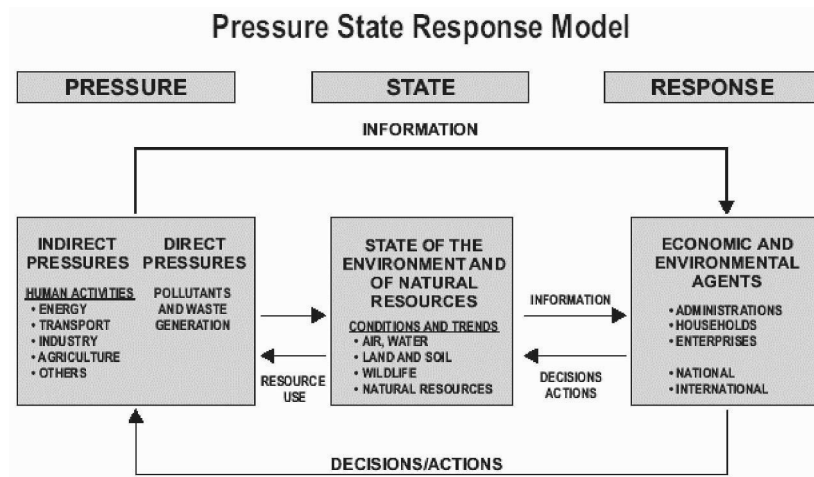 Pressure State Response Model
PRESSURE
STATE
RESPONSE
INFORMATION
INDIRECT
PRESSURES
HUMAN ACTIVITIES
• ENERGY
• TRANSPORT
• INDUSTRY
• AGRICULTURE
• OTHERS
DIRECT
PRESSURES
POLLUTANTS
AND WASTE
GENERATION
RESOURCE
USE
STATE OF THE
ENVIRONMENT AND
OF NATURAL
RESOURCES
CONDITIONS AND TRENDS
• AIR, WATER
• LAND AND SOIL
• WILDLIFE
• NATURAL RESOURCES
INFORMATION
DECISIONS
ACTIONS
ECONOMIC AND
ENVIRONMENTAL
AGENTS
• ADMINISTRATIONS
• HOUSEHOLDS
• ENTERPRISES
• NATIONAL
• INTERNATIONAL
DECISIONS/ACTIONS